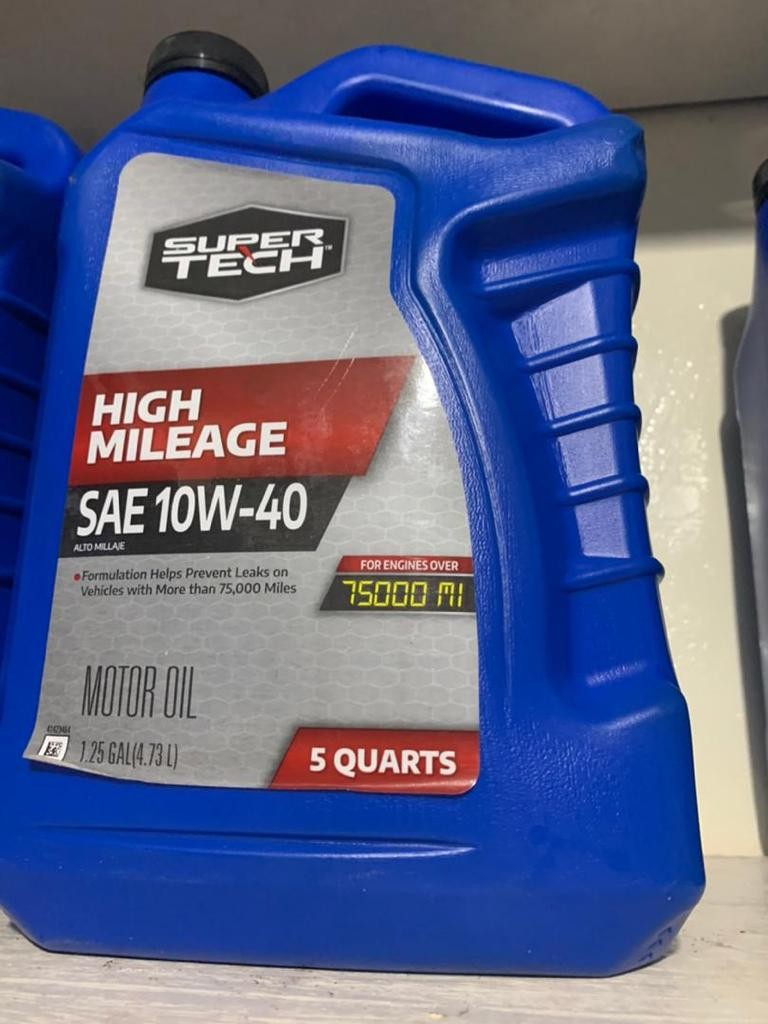 SUPER
TECH™
HIGH
MILEAGE
SAE 10W-40
ALTO MILLAJE
•Formulation Helps Prevent Leaks on
Vehicles with More than 75,000 Miles
FOR ENGINES OVER
75000 MI
MOTOR OIL
1.25 GAL(4.73 L)
5 QUARTS